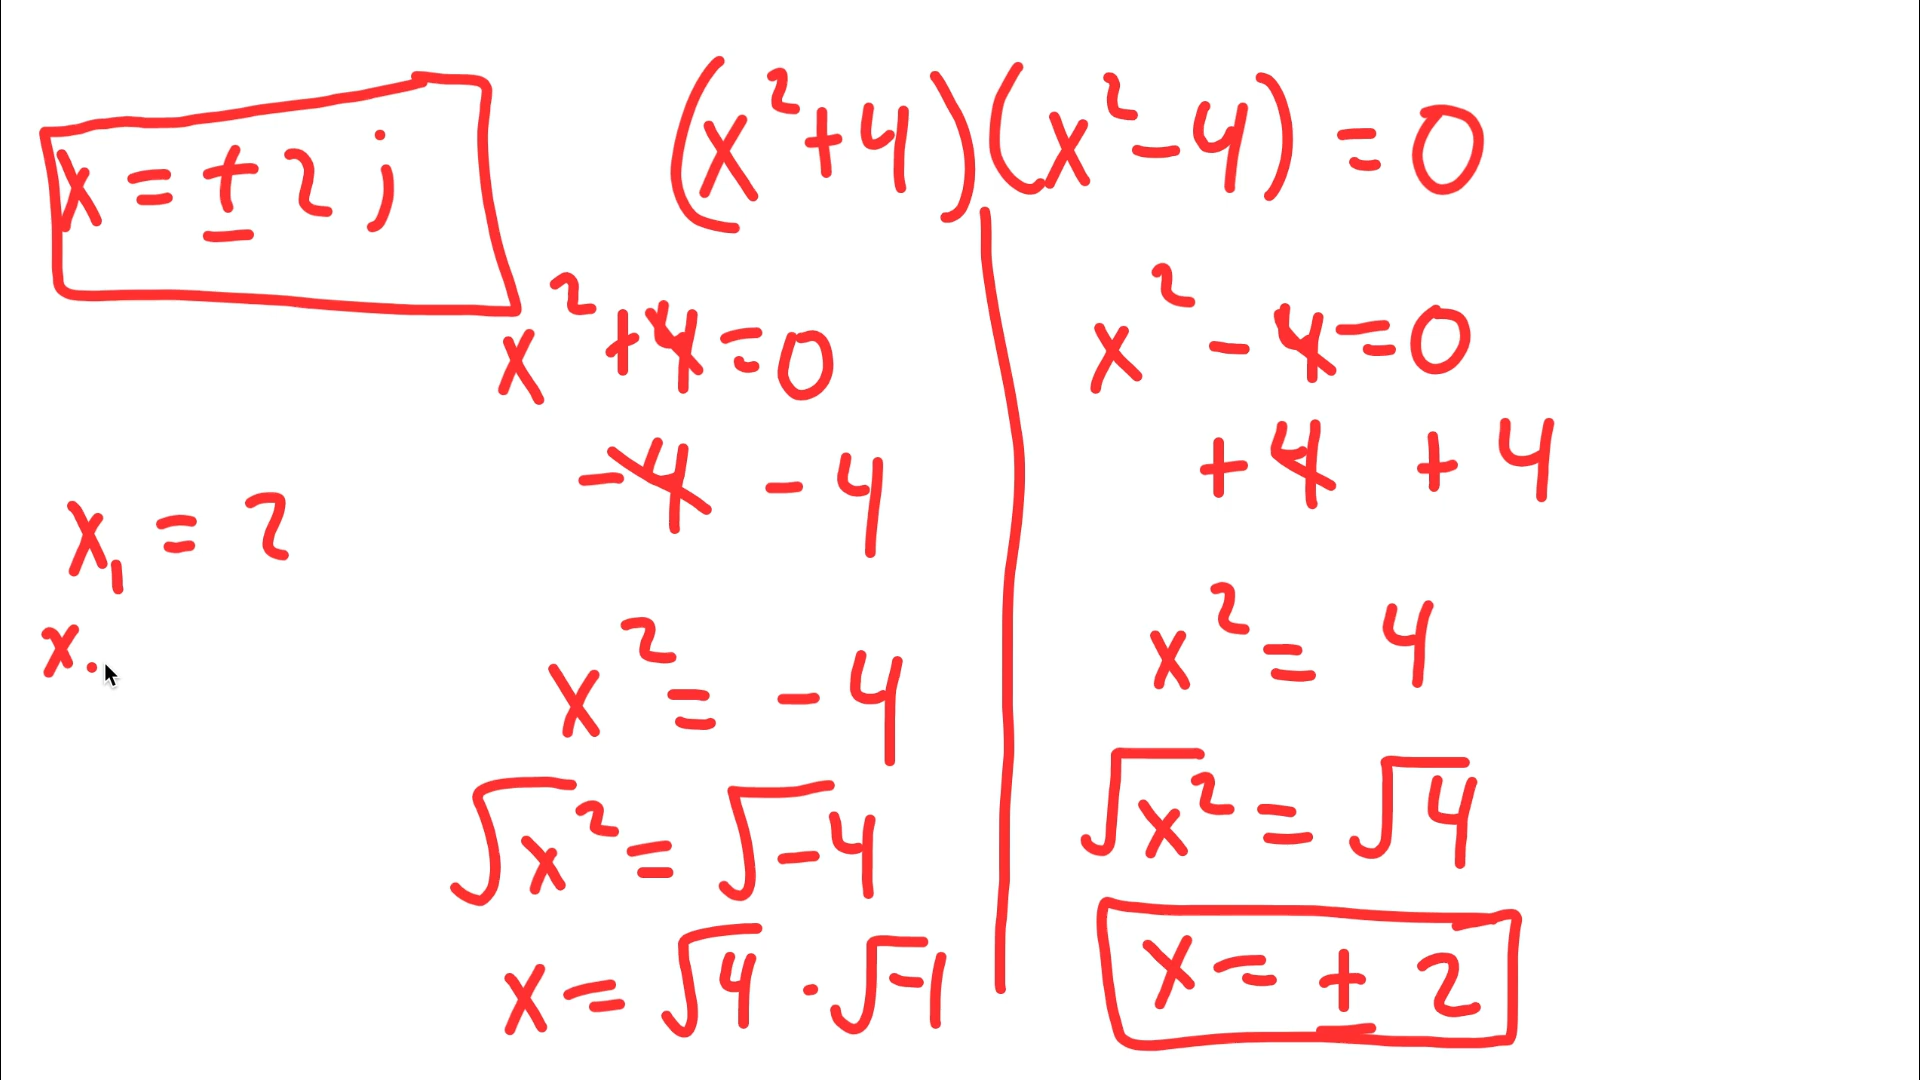 (x²+4)(x²-4)=0
x=±2i
x²+4=0
-4 -4
x²=-4
√x²=√-4
x=√4·√-1
x²-4=0
+4 +4
x²=4
√x²=√4
x=±2
x₁=2
x.